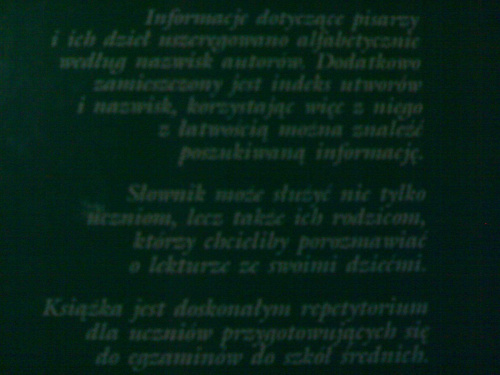 Informacje dotyczące pisarzy
i ich dzieł uszeregowano alfabetycznie
według nazwisk autorów. Dodatkowo
zamieszczony jest indeks utworów
i nazwisk, korzystając więc z niego
z łatwością można znaleźć
poszukiwaną informację.
Słownik może służyć nie tylko
uczniom, lecz także ich rodzicom,
którzy chcieliby porozmawiać
o lekturze ze swoimi dziećmi.
Książka jest doskonałym repetytorium
dla uczniów przygotowujących się
do egzaminów do szkół średnich.